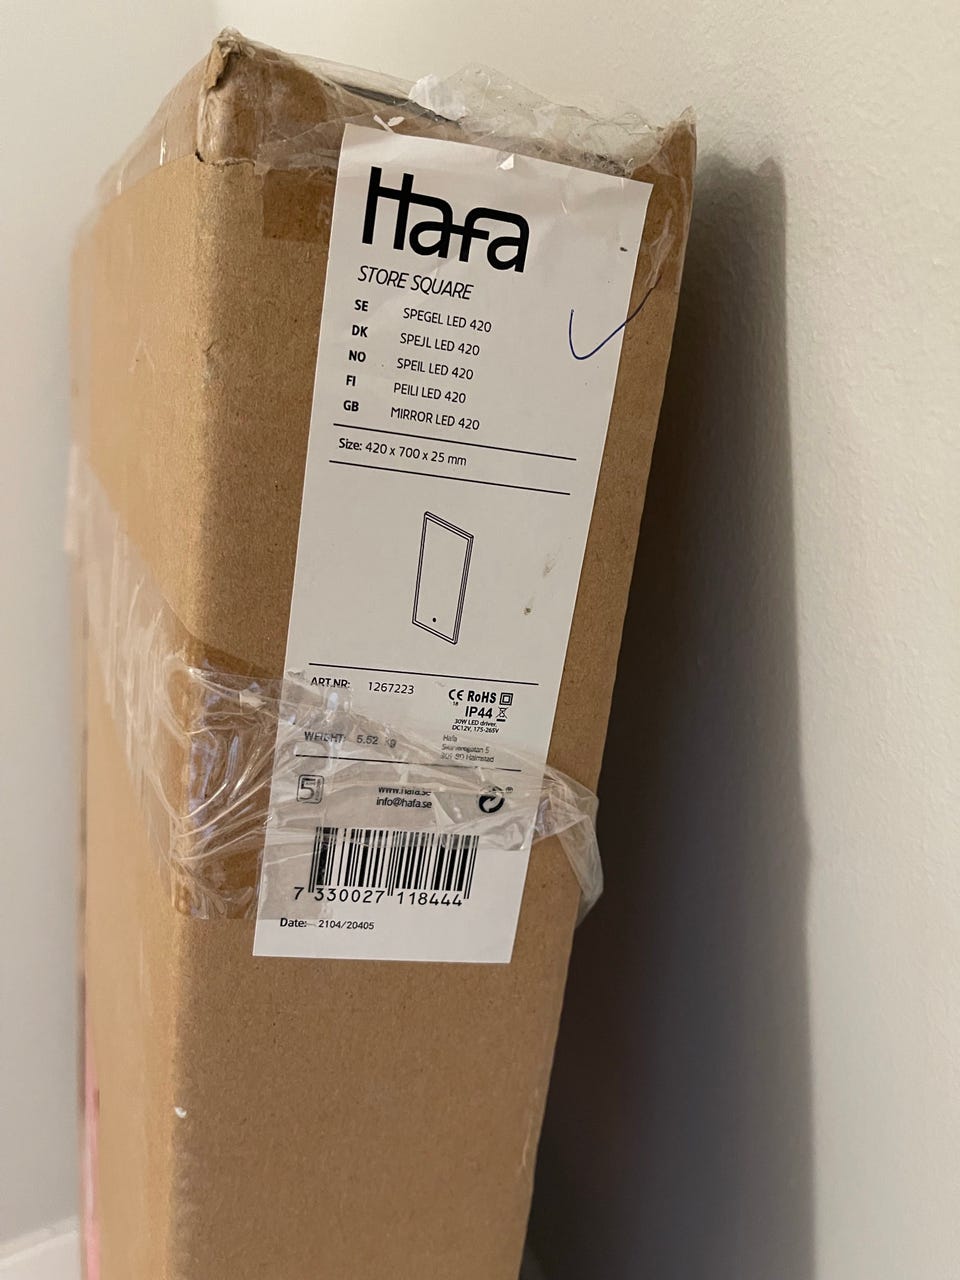 Hafa
STORE SQUARE
SE SPEGEL LED 420
DK SPEJL LED 420
NO SPEIL LED 420
FI PEILI LED 420
GB MIRROR LED 420
Size: 420 x 700 x 25 mm
ART.NR: 1267223
CE RoHS
18
IP44
30W LED driver,
DC12V, 175-265V
WEIGHT: 5.52 kg
Hafa
Halmstad
5
www.hafa.se
info@hafa.se
7 330027 118444
Date: 2104/20405